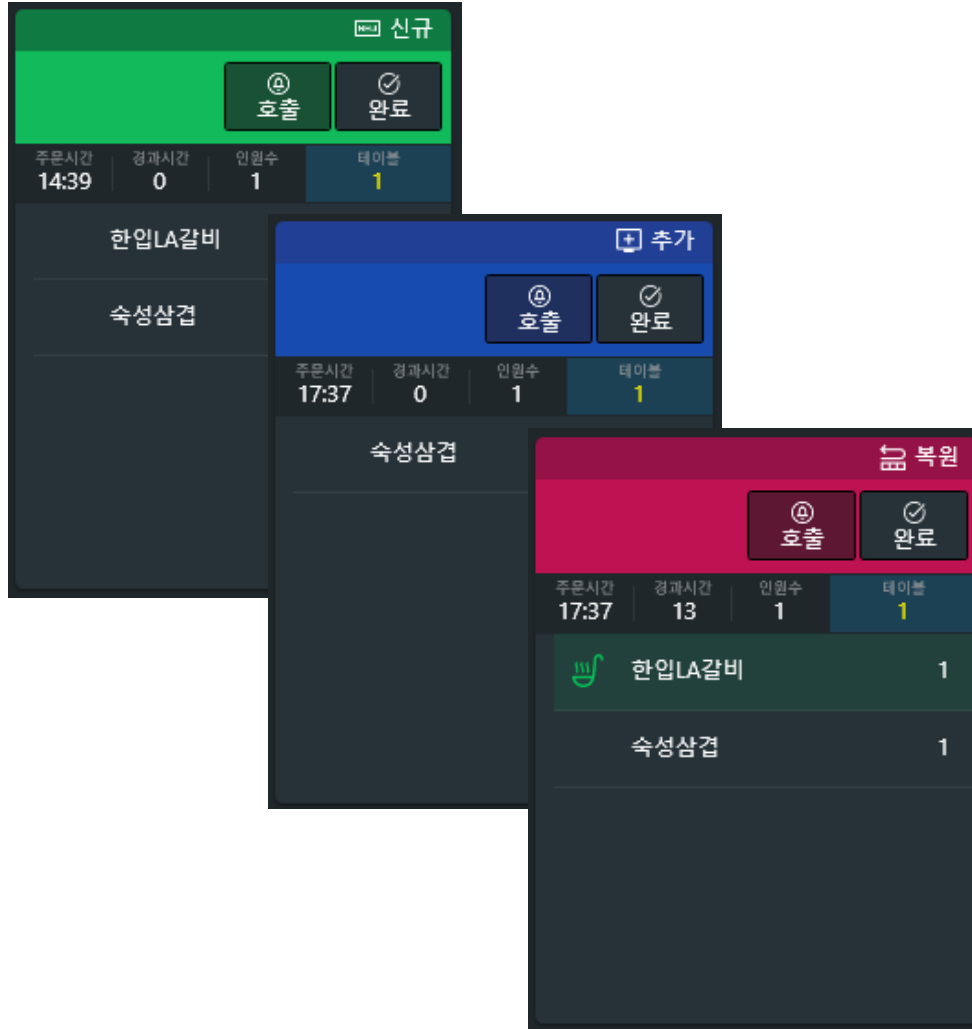 NEW 신규
호출 완료
주문시간 경과시간 인원수 테이블
14:39 0 1 1
한입LA갈비
숙성삼겹
추가
호출 완료
주문시간 경과시간 인원수 테이블
17:37 0 1 1
숙성삼겹
복원
호출 완료
주문시간 경과시간 인원수 테이블
17:37 13 1 1
한입LA갈비 1
숙성삼겹 1